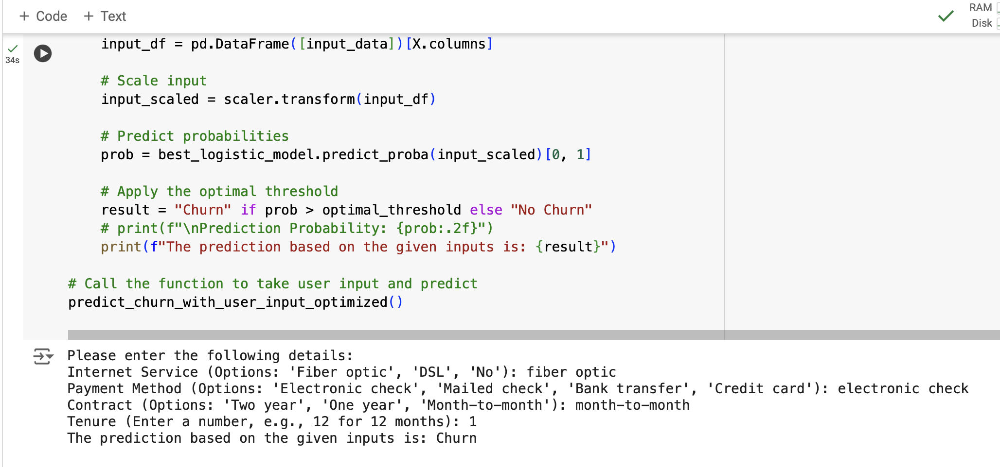 + Code + Text
RAM
Disk
34s
input_df = pd.DataFrame([input_data])[X.columns]
# Scale input
input_scaled = scaler.transform(input_df)
# Predict probabilities
prob = best_logistic_model.predict_proba(input_scaled)[0, 1]
# Apply the optimal threshold
result = "Churn" if prob > optimal_threshold else "No Churn"
# print(f"\nPrediction Probability: {prob:.2f}")
print(f"The prediction based on the given inputs is: {result}")
# Call the function to take user input and predict
predict_churn_with_user_input_optimized()
Please enter the following details:
Internet Service (Options: 'Fiber optic', 'DSL', 'No'): fiber optic
Payment Method (Options: 'Electronic check', 'Mailed check', 'Bank transfer', 'Credit card'): electronic check
Contract (Options: 'Two year', 'One year', 'Month-to-month'): month-to-month
Tenure (Enter a number, e.g., 12 for 12 months): 1
The prediction based on the given inputs is: Churn